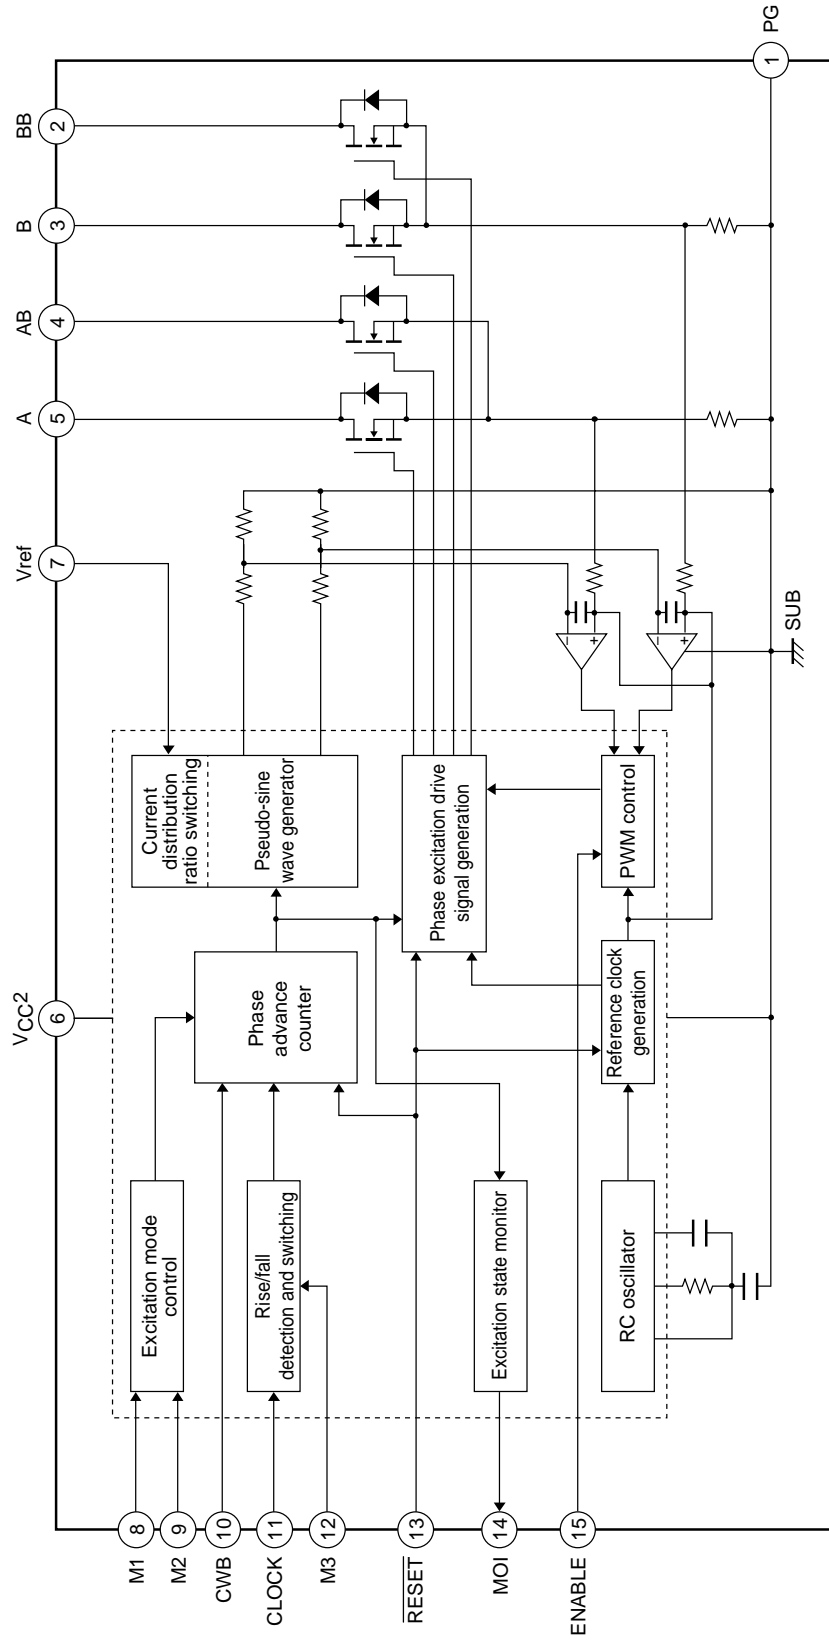 VCC2
6
Vref
7
A
5
AB
4
B
3
BB
2
M1
8
M2
9
CWB
10
CLOCK
11
M3
12
RESET
13
MOI
14
ENABLE
15
Excitation mode
control
Rise/fall
detection and switching
Excitation state monitor
RC oscillator
Phase
advance
counter
Reference clock
generation
Current
distribution
ratio switching
Pseudo-sine
wave generator
Phase excitation drive
signal generation
PWM control
–
+
–
+
SUB
1
PG